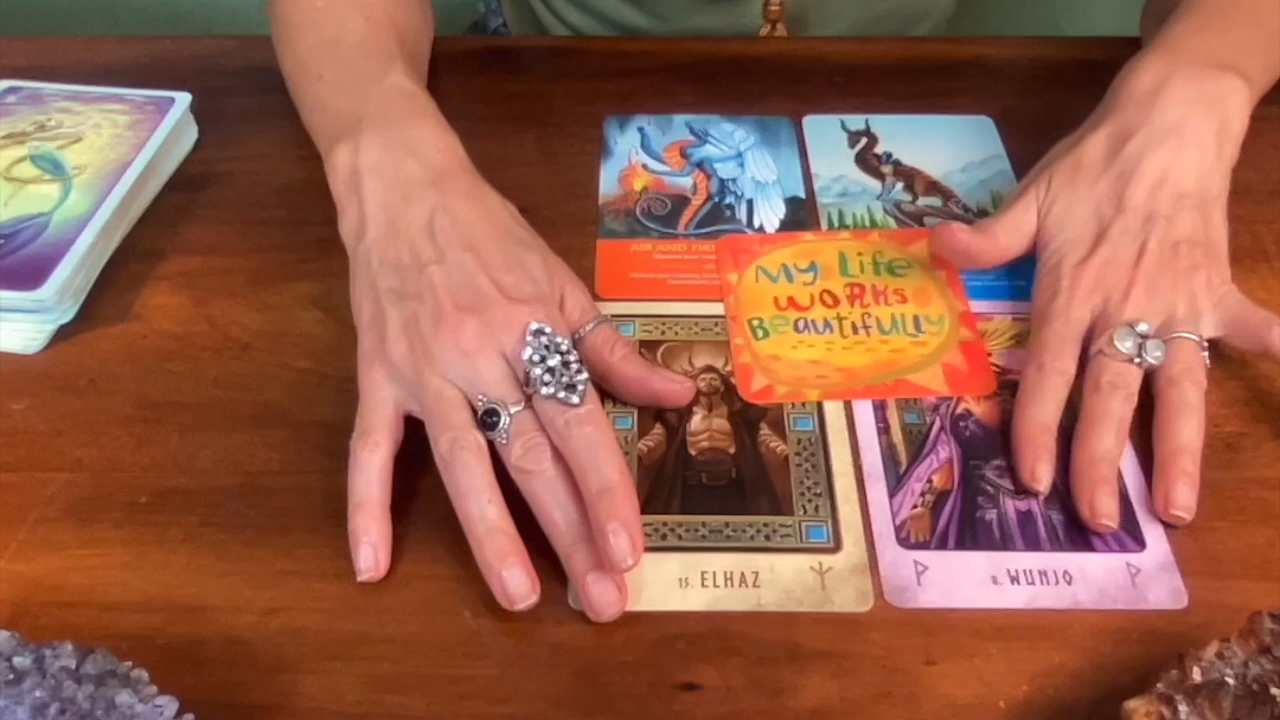 AIR AND FIRE
My Life
WORKS
Beautifully
15. ELHAZ
8. WUNJO